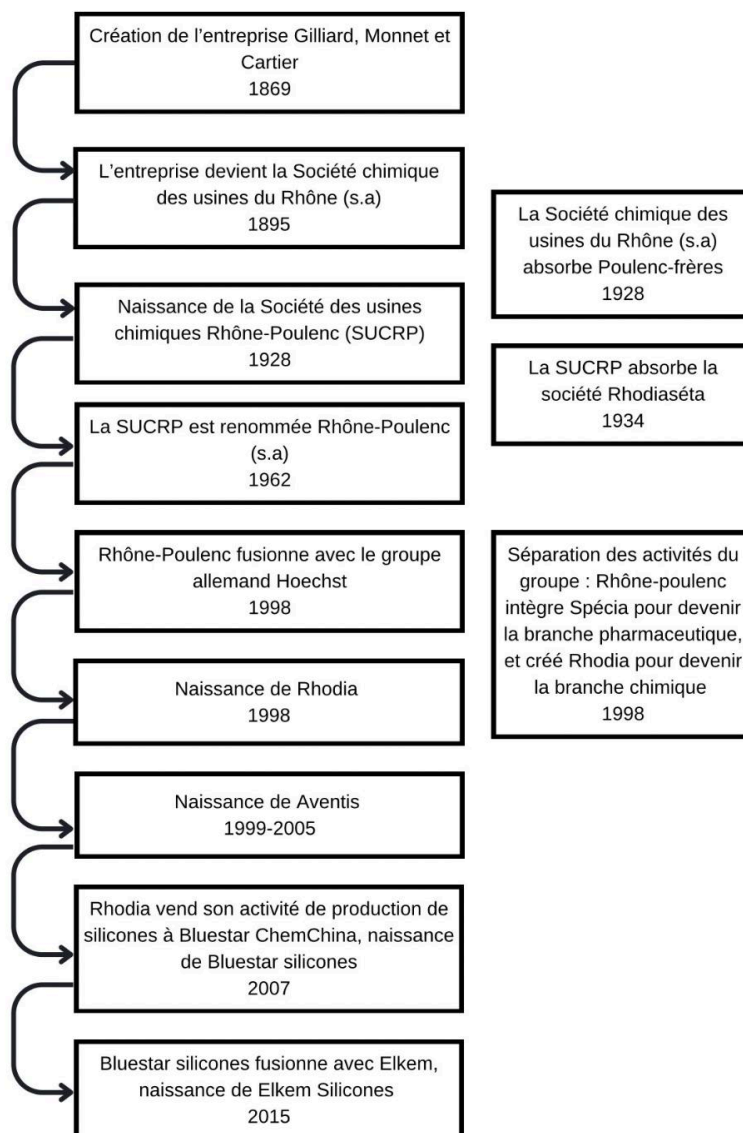 Création de l’entreprise Gilliard, Monnet et
Cartier
1869
L’entreprise devient la Société chimique
des usines du Rhône (s.a)
1895
La Société chimique des
usines du Rhône (s.a)
absorbe Poulenc-frères
1928
Naissance de la Société des usines
chimiques Rhône-Poulenc (SUCRP)
1928
La SUCRP absorbe la
société Rhodiaséta
1934
La SUCRP est renommée Rhône-Poulenc
(s.a)
1962
Rhône-Poulenc fusionne avec le groupe
allemand Hoechst
1998
Séparation des activités du
groupe : Rhône-poulenc
intègre Spécia pour devenir
la branche pharmaceutique,
et créé Rhodia pour devenir
la branche chimique
1998
Naissance de Rhodia
1998
Naissance de Aventis
1999-2005
Rhodia vend son activité de production de
silicones à Bluestar ChemChina, naissance
de Bluestar silicones
2007
Bluestar silicones fusionne avec Elkem,
naissance de Elkem Silicones
2015